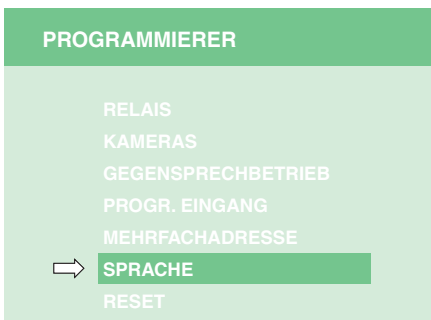 PROGRAMMIERER
RELAIS
KAMERAS
GEGENSPRECHBETRIEB
PROGR. EINGANG
MEHRFACHADRESSE
SPRACHE
RESET